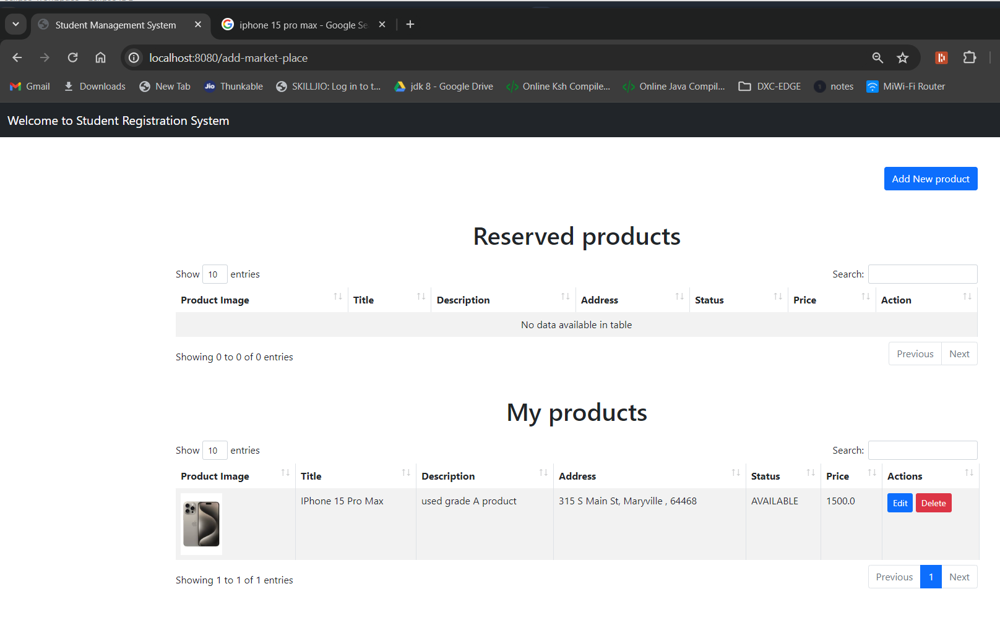 Student Management System
iphone 15 pro max - Google Se
localhost:8080/add-market-place
Gmail
Downloads
New Tab
Jio Thunkable
SKILLJIO: Log in to t...
jdk 8 - Google Drive
Online Ksh Compile...
Online Java Compil...
DXC-EDGE
notes
MiWi-Fi Router
Welcome to Student Registration System
Add New product
Reserved products
Show 10 entries
Search:
Product Image Title Description Address Status Price Action
No data available in table
Showing 0 to 0 of 0 entries
Previous Next
My products
Show 10 entries
Search:
Product Image Title Description Address Status Price Actions
IPhone 15 Pro Max used grade A product 315 S Main St, Maryville , 64468 AVAILABLE 1500.0 Edit Delete
Showing 1 to 1 of 1 entries
Previous 1 Next